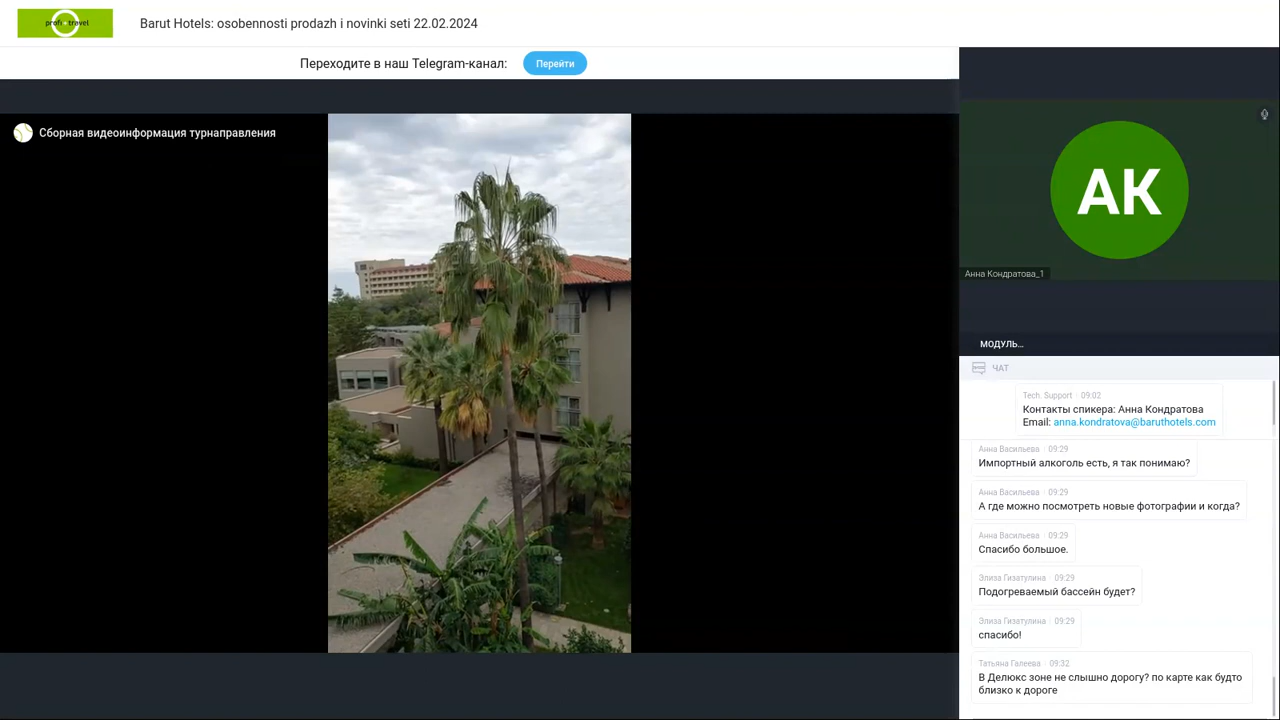 profi travel
Barut Hotels: osobennosti prodazh i novinki seti 22.02.2024
Переходите в наш Telegram-канал:
Перейти
Сборная видеоинформация турнаправления
АК
Анна Кондратова_1
МОДУЛЬ...
ЧАТ
Tech. Support 09:02
Контакты спикера: Анна Кондратова
Email: anna.kondratova@baruthotels.com
Анна Васильева 09:29
Импортный алкоголь есть, я так понимаю?
Анна Васильева 09:29
А где можно посмотреть новые фотографии и когда?
Анна Васильева 09:29
Спасибо большое.
Элиза Гизатулина 09:29
Подогреваемый бассейн будет?
Элиза Гизатулина 09:29
спасибо!
Татьяна Галеева 09:32
В Делюкс зоне не слышно дорогу? по карте как будто
близко к дороге